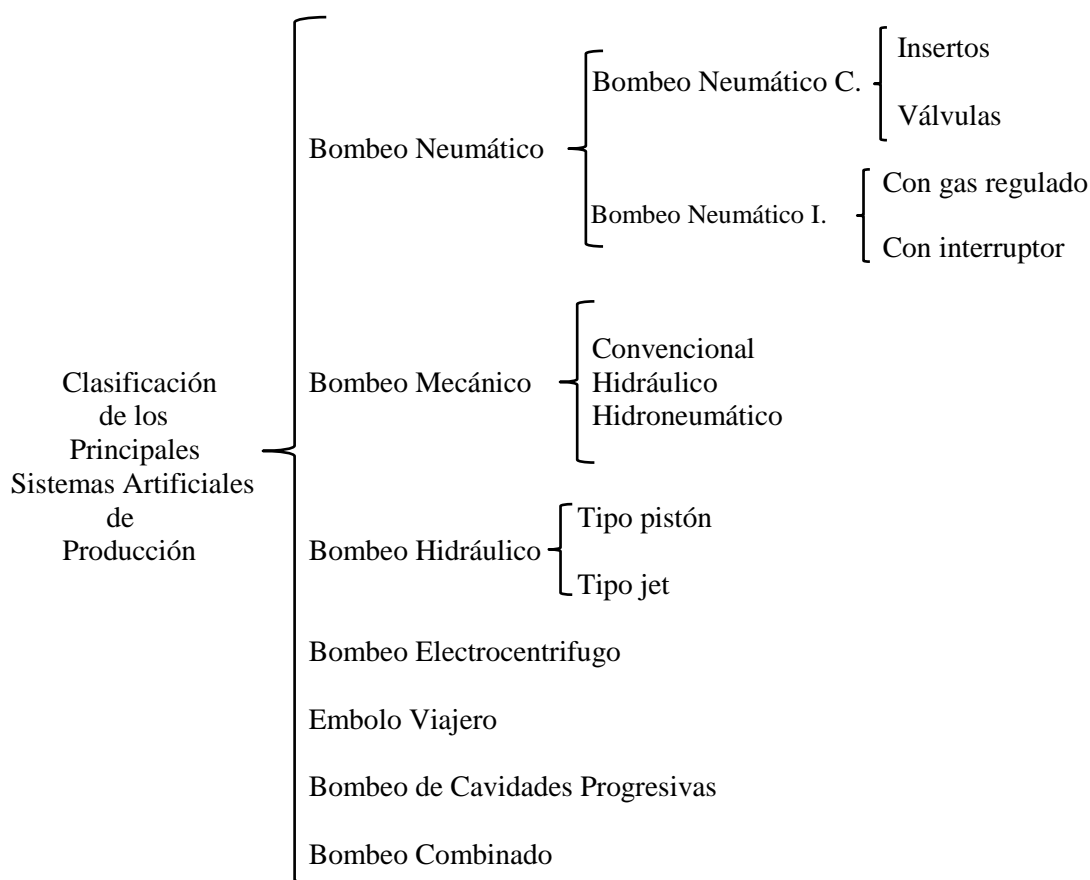 Clasificación
de los
Principales
Sistemas Artificiales
de
Producción
Bombeo Neumático
Bombeo Neumático C.
Insertos
Válvulas
Bombeo Neumático I.
Con gas regulado
Con interruptor
Bombeo Mecánico
Convencional
Hidráulico
Hidroneumático
Bombeo Hidráulico
Tipo pistón
Tipo jet
Bombeo Electrocentrifugo
Embolo Viajero
Bombeo de Cavidades Progresivas
Bombeo Combinado